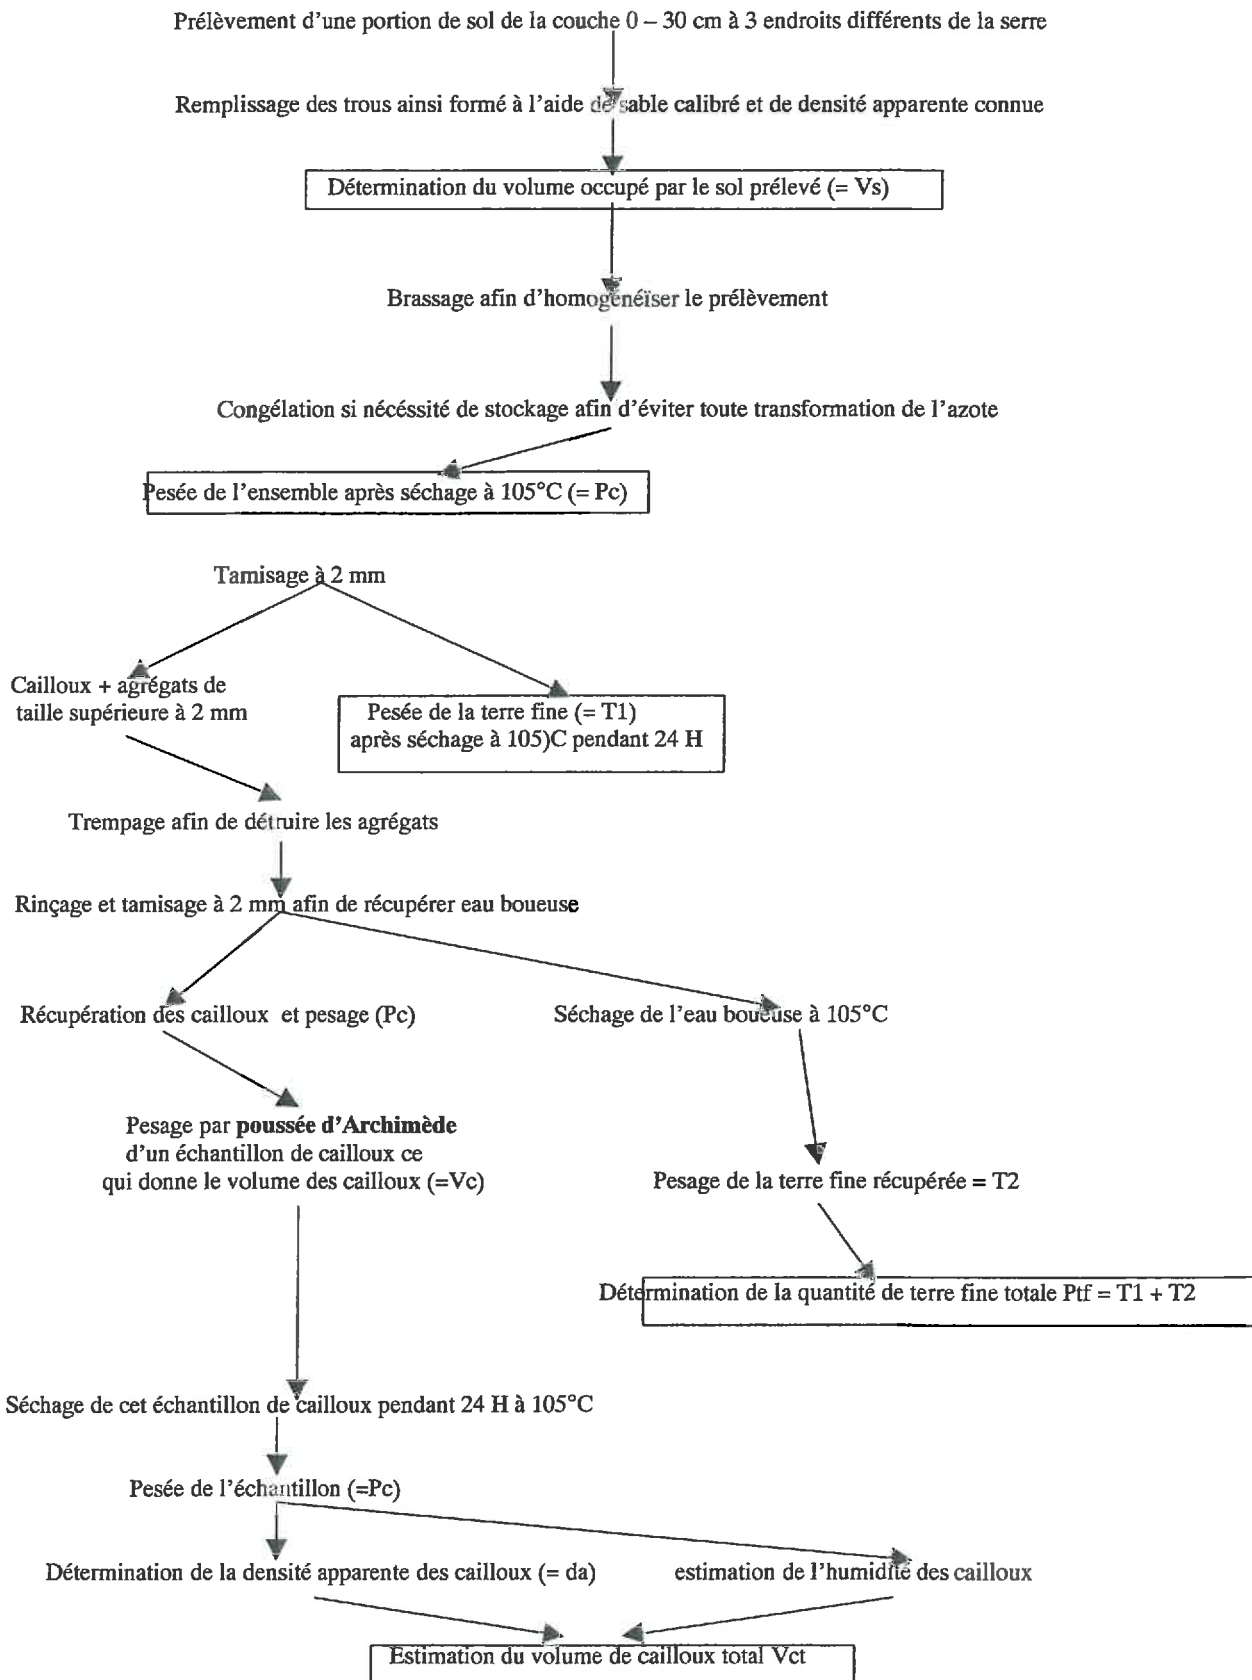 Prélèvement d'une portion de sol de la couche 0 – 30 cm à 3 endroits différents de la serre
Remplissage des trous ainsi formé à l'aide de sable calibré et de densité apparente connue
Détermination du volume occupé par le sol prélevé (= Vs)
Brassage afin d'homogénéïser le prélèvement
Congélation si nécéssité de stockage afin d'éviter toute transformation de l'azote
Pesée de l'ensemble après séchage à 105°C (= Pc)
Tamisage à 2 mm
Cailloux + agrégats de
taille supérieure à 2 mm
Pesée de la terre fine (= T1)
après séchage à 105)C pendant 24 H
Trempage afin de détruire les agrégats
Rinçage et tamisage à 2 mm afin de récupérer eau boueuse
Récupération des cailloux et pesage (Pc)
Séchage de l'eau boueuse à 105°C
Pesage par poussée d'Archimède
d'un échantillon de cailloux ce
qui donne le volume des cailloux (=Vc)
Pesage de la terre fine récupérée = T2
Détermination de la quantité de terre fine totale Ptf = T1 + T2
Séchage de cet échantillon de cailloux pendant 24 H à 105°C
Pesée de l'échantillon (=Pc)
Détermination de la densité apparente des cailloux (= da)
estimation de l'humidité des cailloux
Estimation du volume de cailloux total Vct